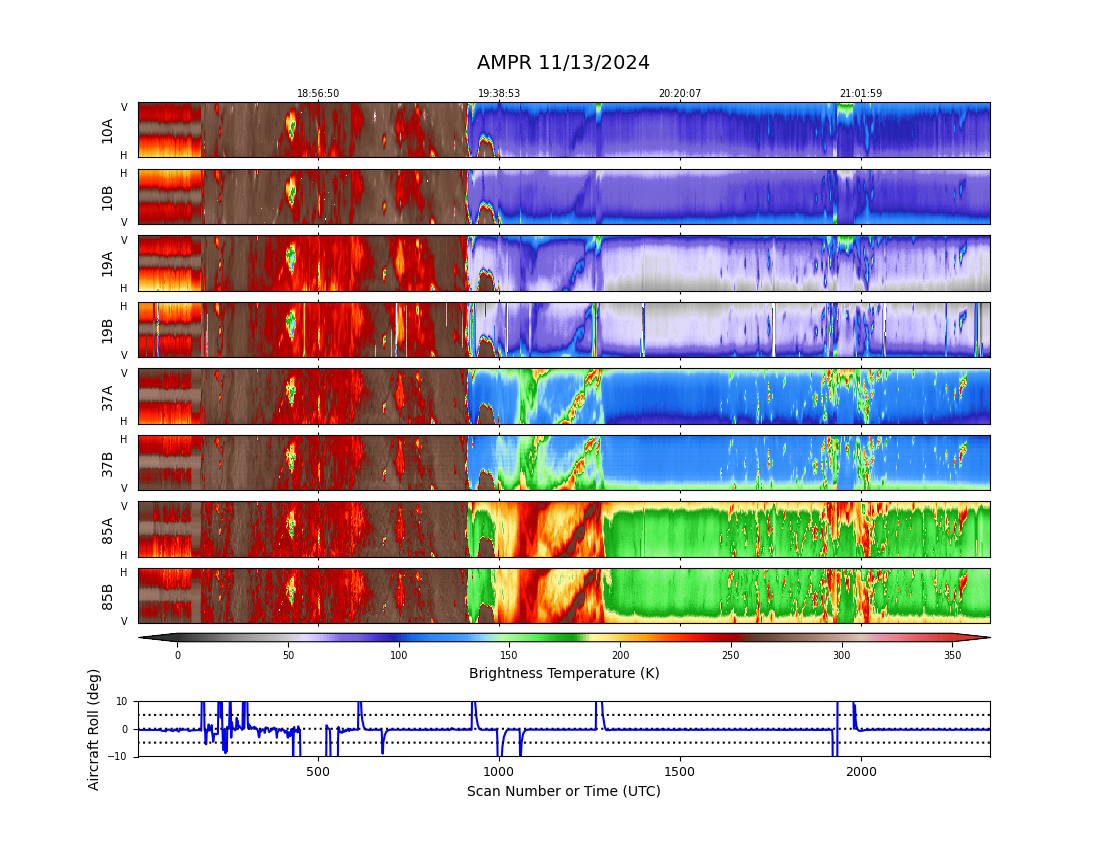 AMPR 11/13/2024
18:56:50 19:38:53 20:20:07 21:01:59
V
10A
H
H
10B
V
V
19A
H
H
19B
V
V
37A
H
H
37B
V
V
85A
H
H
85B
V
0 50 100 150 200 250 300 350
Brightness Temperature (K)
Aircraft Roll (deg)
10
0
−10
500 1000 1500 2000
Scan Number or Time (UTC)